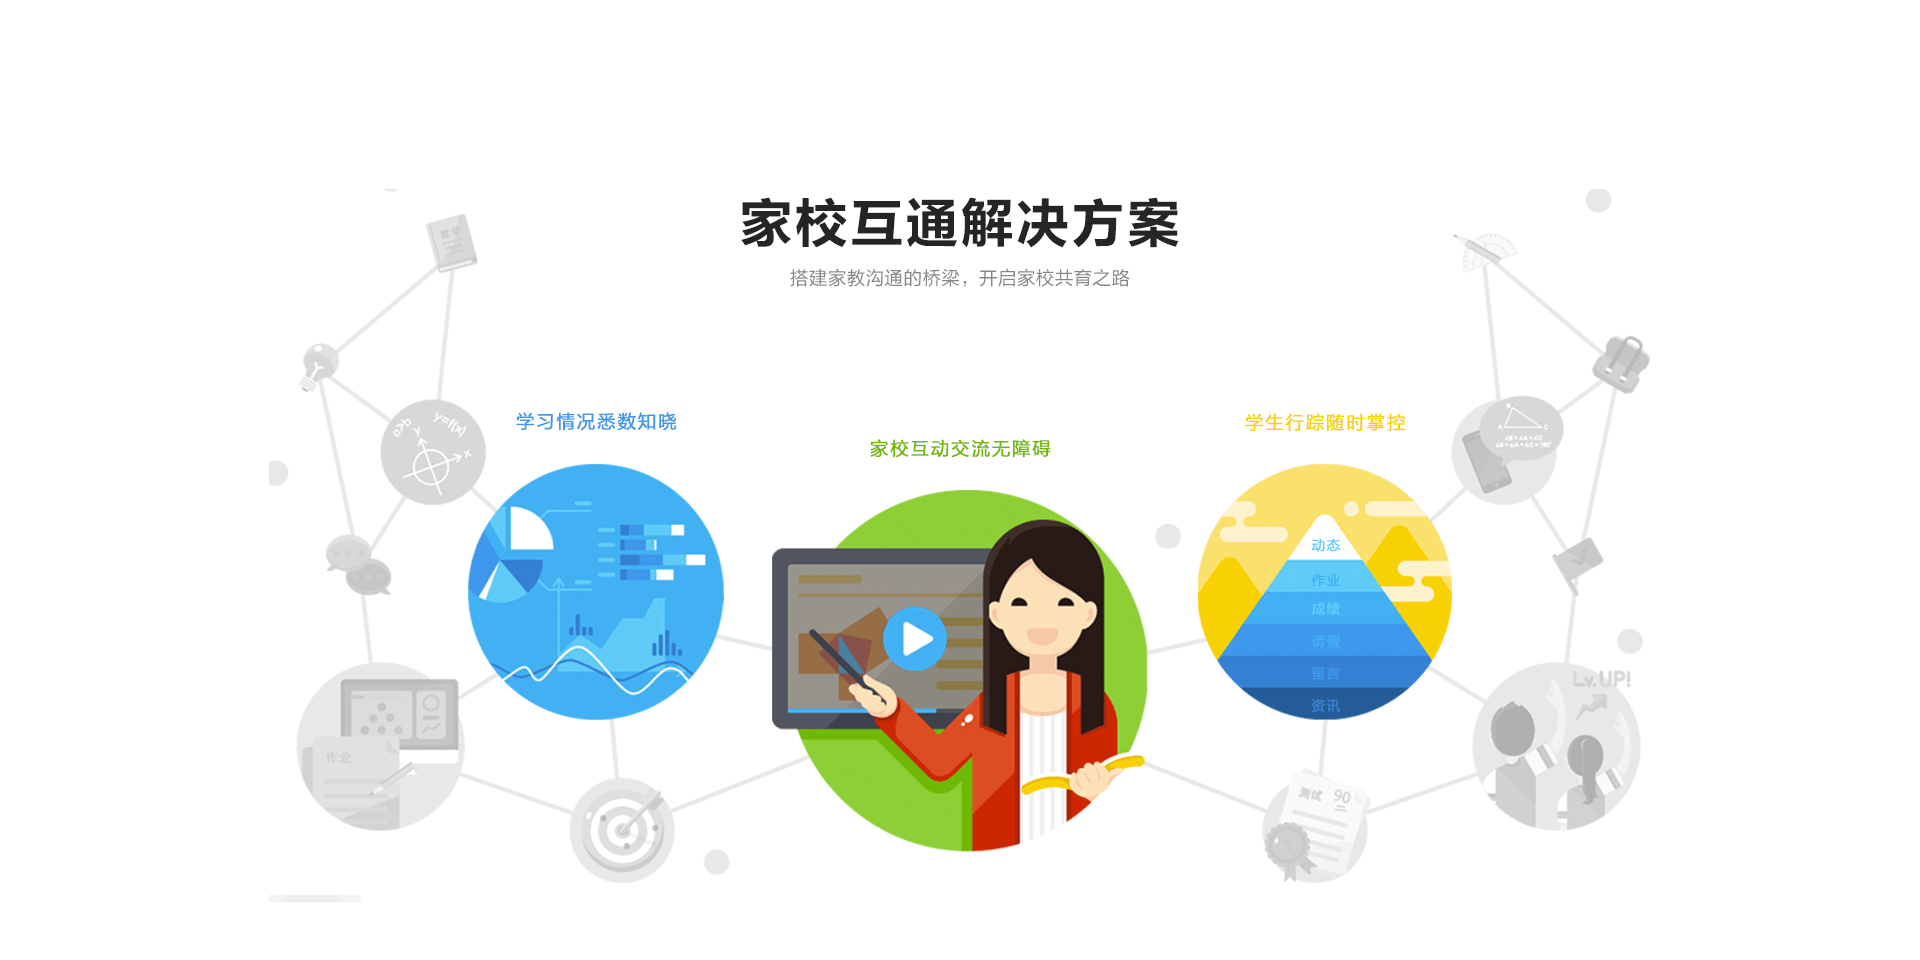 家校互通解决方案
搭建家教沟通的桥梁，开启家校共育之路
学习情况悉数知晓
学生行踪随时掌控
家校互动交流无障碍
数学
a>b
y=f(x)
Y
X
B
A
C
动态
作业
成绩
请假
留言
资讯
Lv.UP!
作业
测试 90